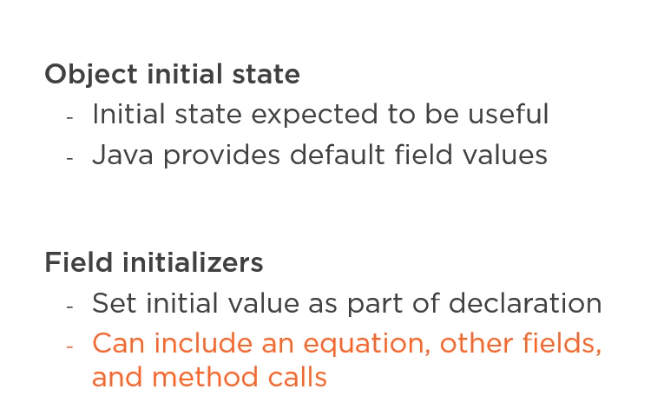 Object initial state
- Initial state expected to be useful
- Java provides default field values
Field initializers
- Set initial value as part of declaration
- Can include an equation, other fields,
and method calls